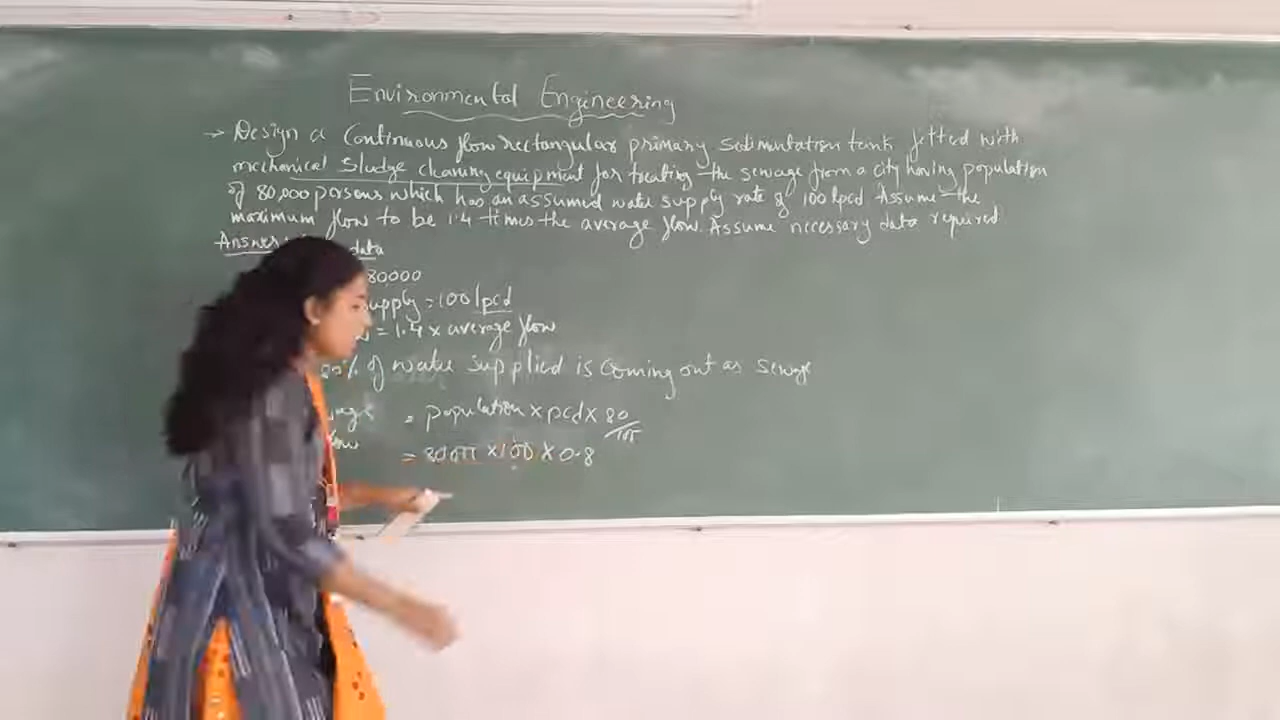 Environmental Engineering
→ Design a Continuous flow rectangular primary sedimentation tank fitted with
mechanical sludge cleaning equipment for treating the sewage from a city having population
of 80,000 persons which has an assumed water supply rate of 100 lpcd Assume the
maximum flow to be 1.4 times the average flow. Assume necessary data required
Answer data
80000
supply = 100 lpcd
= 1.4 x average flow
80% of water supplied is coming out as sewage
= population x pcd x 80/100
= 80000 x 100 x 0.8